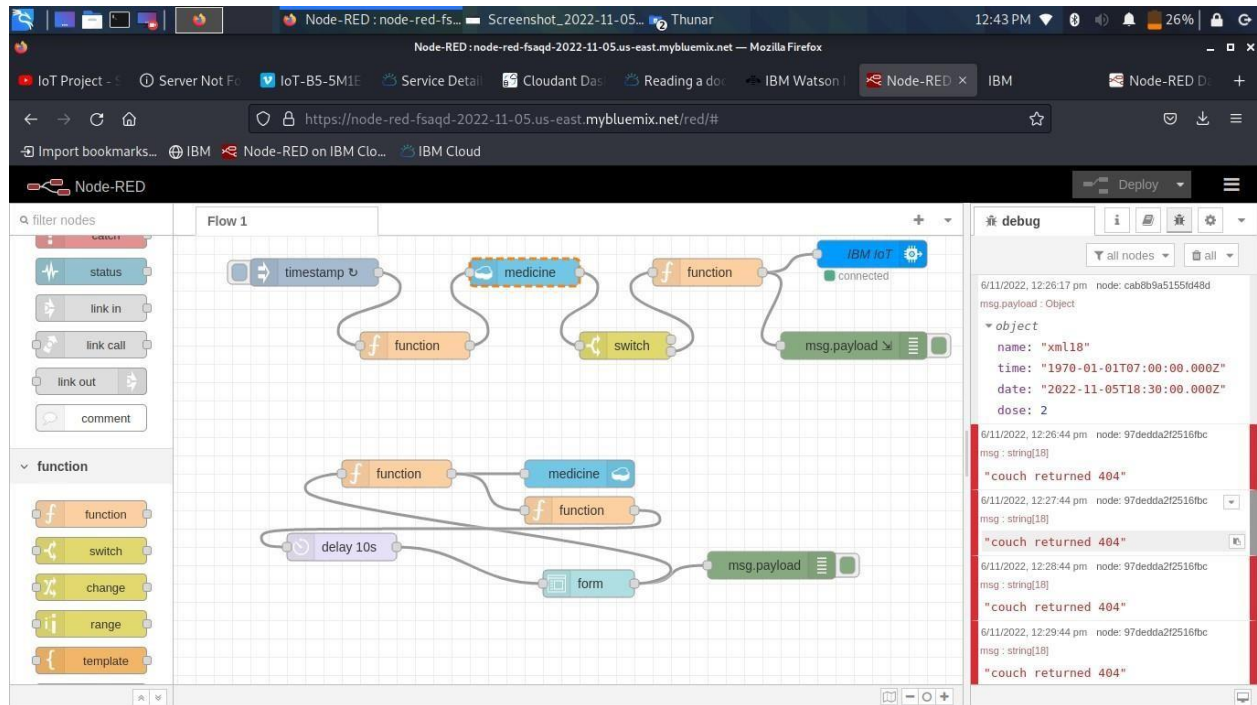 Node-RED : node-red-fs...
Screenshot_2022-11-05...
Thunar
12:43 PM
26%
Node-RED : node-red-fsaqd-2022-11-05.us-east.mybluemix.net — Mozilla Firefox
IoT Project - S
Server Not Fo
IoT-B5-5M1E
Service Detail
Cloudant Das
Reading a doc
IBM Watson I
Node-RED
IBM
Node-RED D
https://node-red-fsaqd-2022-11-05.us-east.mybluemix.net/red/#
Import bookmarks...
IBM
Node-RED on IBM Clo...
IBM Cloud
Node-RED
Deploy
filter nodes
catch
status
link in
link call
link out
comment
function
function
switch
change
range
template
Flow 1
timestamp ↻
medicine
function
IBM IoT
connected
function
switch
msg.payload
function
medicine
function
delay 10s
msg.payload
form
debug
all nodes
all
6/11/2022, 12:26:17 pm node: cab8b9a5155fd48d
msg.payload : Object
object
name: "xml18"
time: "1970-01-01T07:00:00.000Z"
date: "2022-11-05T18:30:00.000Z"
dose: 2
6/11/2022, 12:26:44 pm node: 97dedda2f2516fbc
msg : string[18]
"couch returned 404"
6/11/2022, 12:27:44 pm node: 97dedda2f2516fbc
msg : string[18]
"couch returned 404"
6/11/2022, 12:28:44 pm node: 97dedda2f2516fbc
msg : string[18]
"couch returned 404"
6/11/2022, 12:29:44 pm node: 97dedda2f2516fbc
msg : string[18]
"couch returned 404"